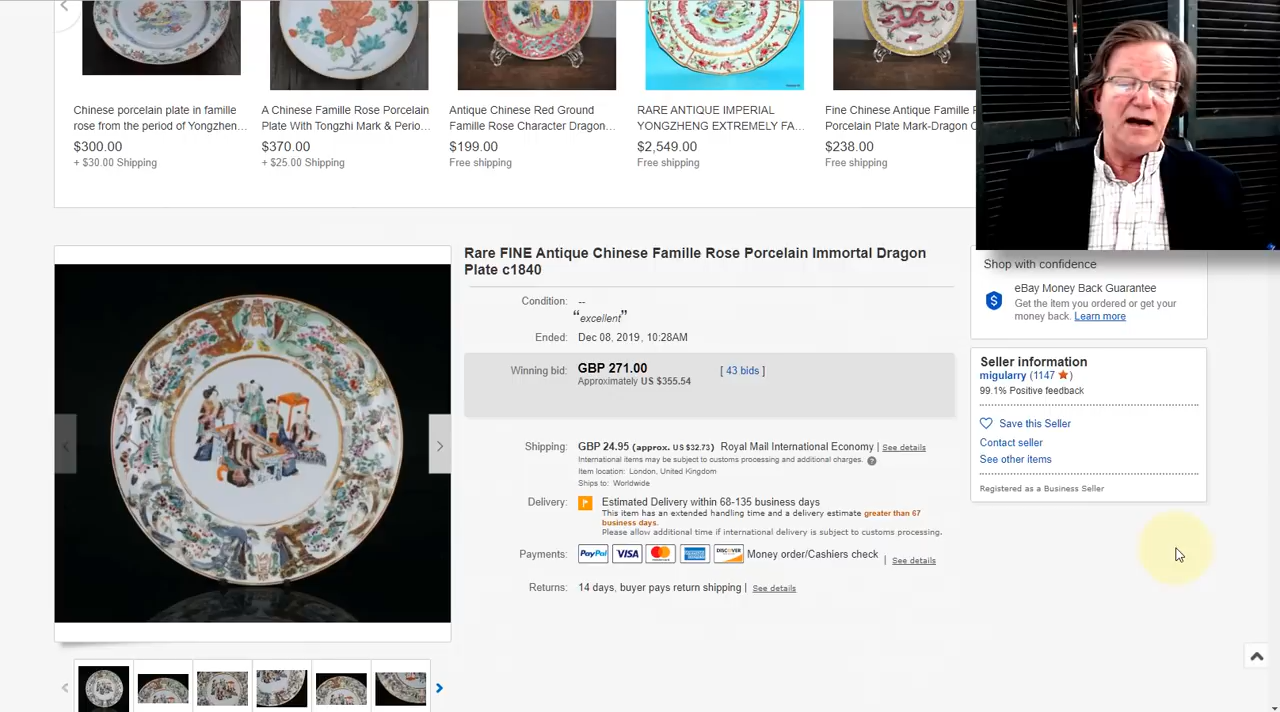 Chinese porcelain plate in famille
rose from the period of Yongzhen...
$300.00
+ $30.00 Shipping
A Chinese Famille Rose Porcelain
Plate With Tongzhi Mark & Perio...
$370.00
+ $25.00 Shipping
Antique Chinese Red Ground
Famille Rose Character Dragon...
$199.00
Free shipping
RARE ANTIQUE IMPERIAL
YONGZHENG EXTREMELY FA...
$2,549.00
Free shipping
Fine Chinese Antique Famille
Porcelain Plate Mark-Dragon
$238.00
Free shipping
Rare FINE Antique Chinese Famille Rose Porcelain Immortal Dragon
Plate c1840
Condition: --
“excellent”
Ended: Dec 08, 2019, 10:28AM
Winning bid: GBP 271.00 [ 43 bids ]
Approximately US $355.54
Shipping: GBP 24.95 (approx. US $32.73) Royal Mail International Economy | See details
International items may be subject to customs processing and additional charges. ?
Item location: London, United Kingdom
Ships to: Worldwide
Delivery: Estimated Delivery within 68-135 business days
This item has an extended handling time and a delivery estimate greater than 67
business days.
Please allow additional time if international delivery is subject to customs processing.
Payments: PayPal VISA MasterCard AMERICAN EXPRESS DISCOVER Money order/Cashiers check | See details
Returns: 14 days, buyer pays return shipping | See details
Shop with confidence
eBay Money Back Guarantee
Get the item you ordered or get your
money back. Learn more
Seller information
migularry (1147 ★)
99.1% Positive feedback
Save this Seller
Contact seller
See other items
Registered as a Business Seller